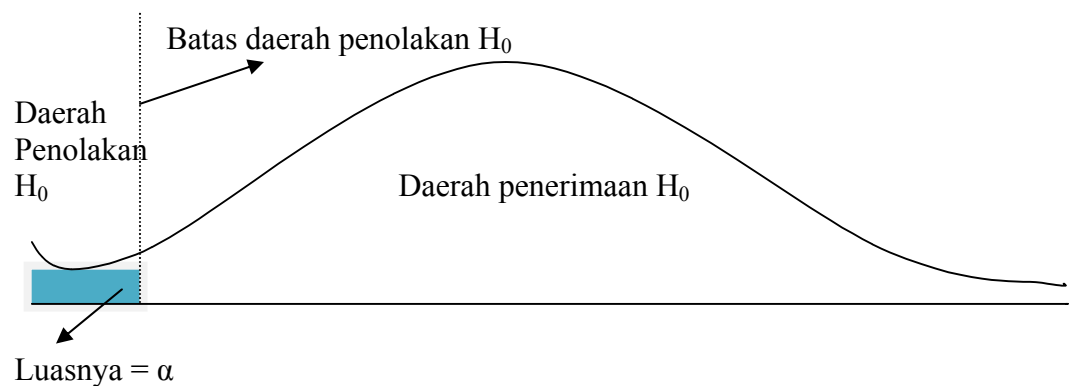 Batas daerah penolakan H₀
Daerah
Penolakan
H₀
Daerah penerimaan H₀
Luasnya = α